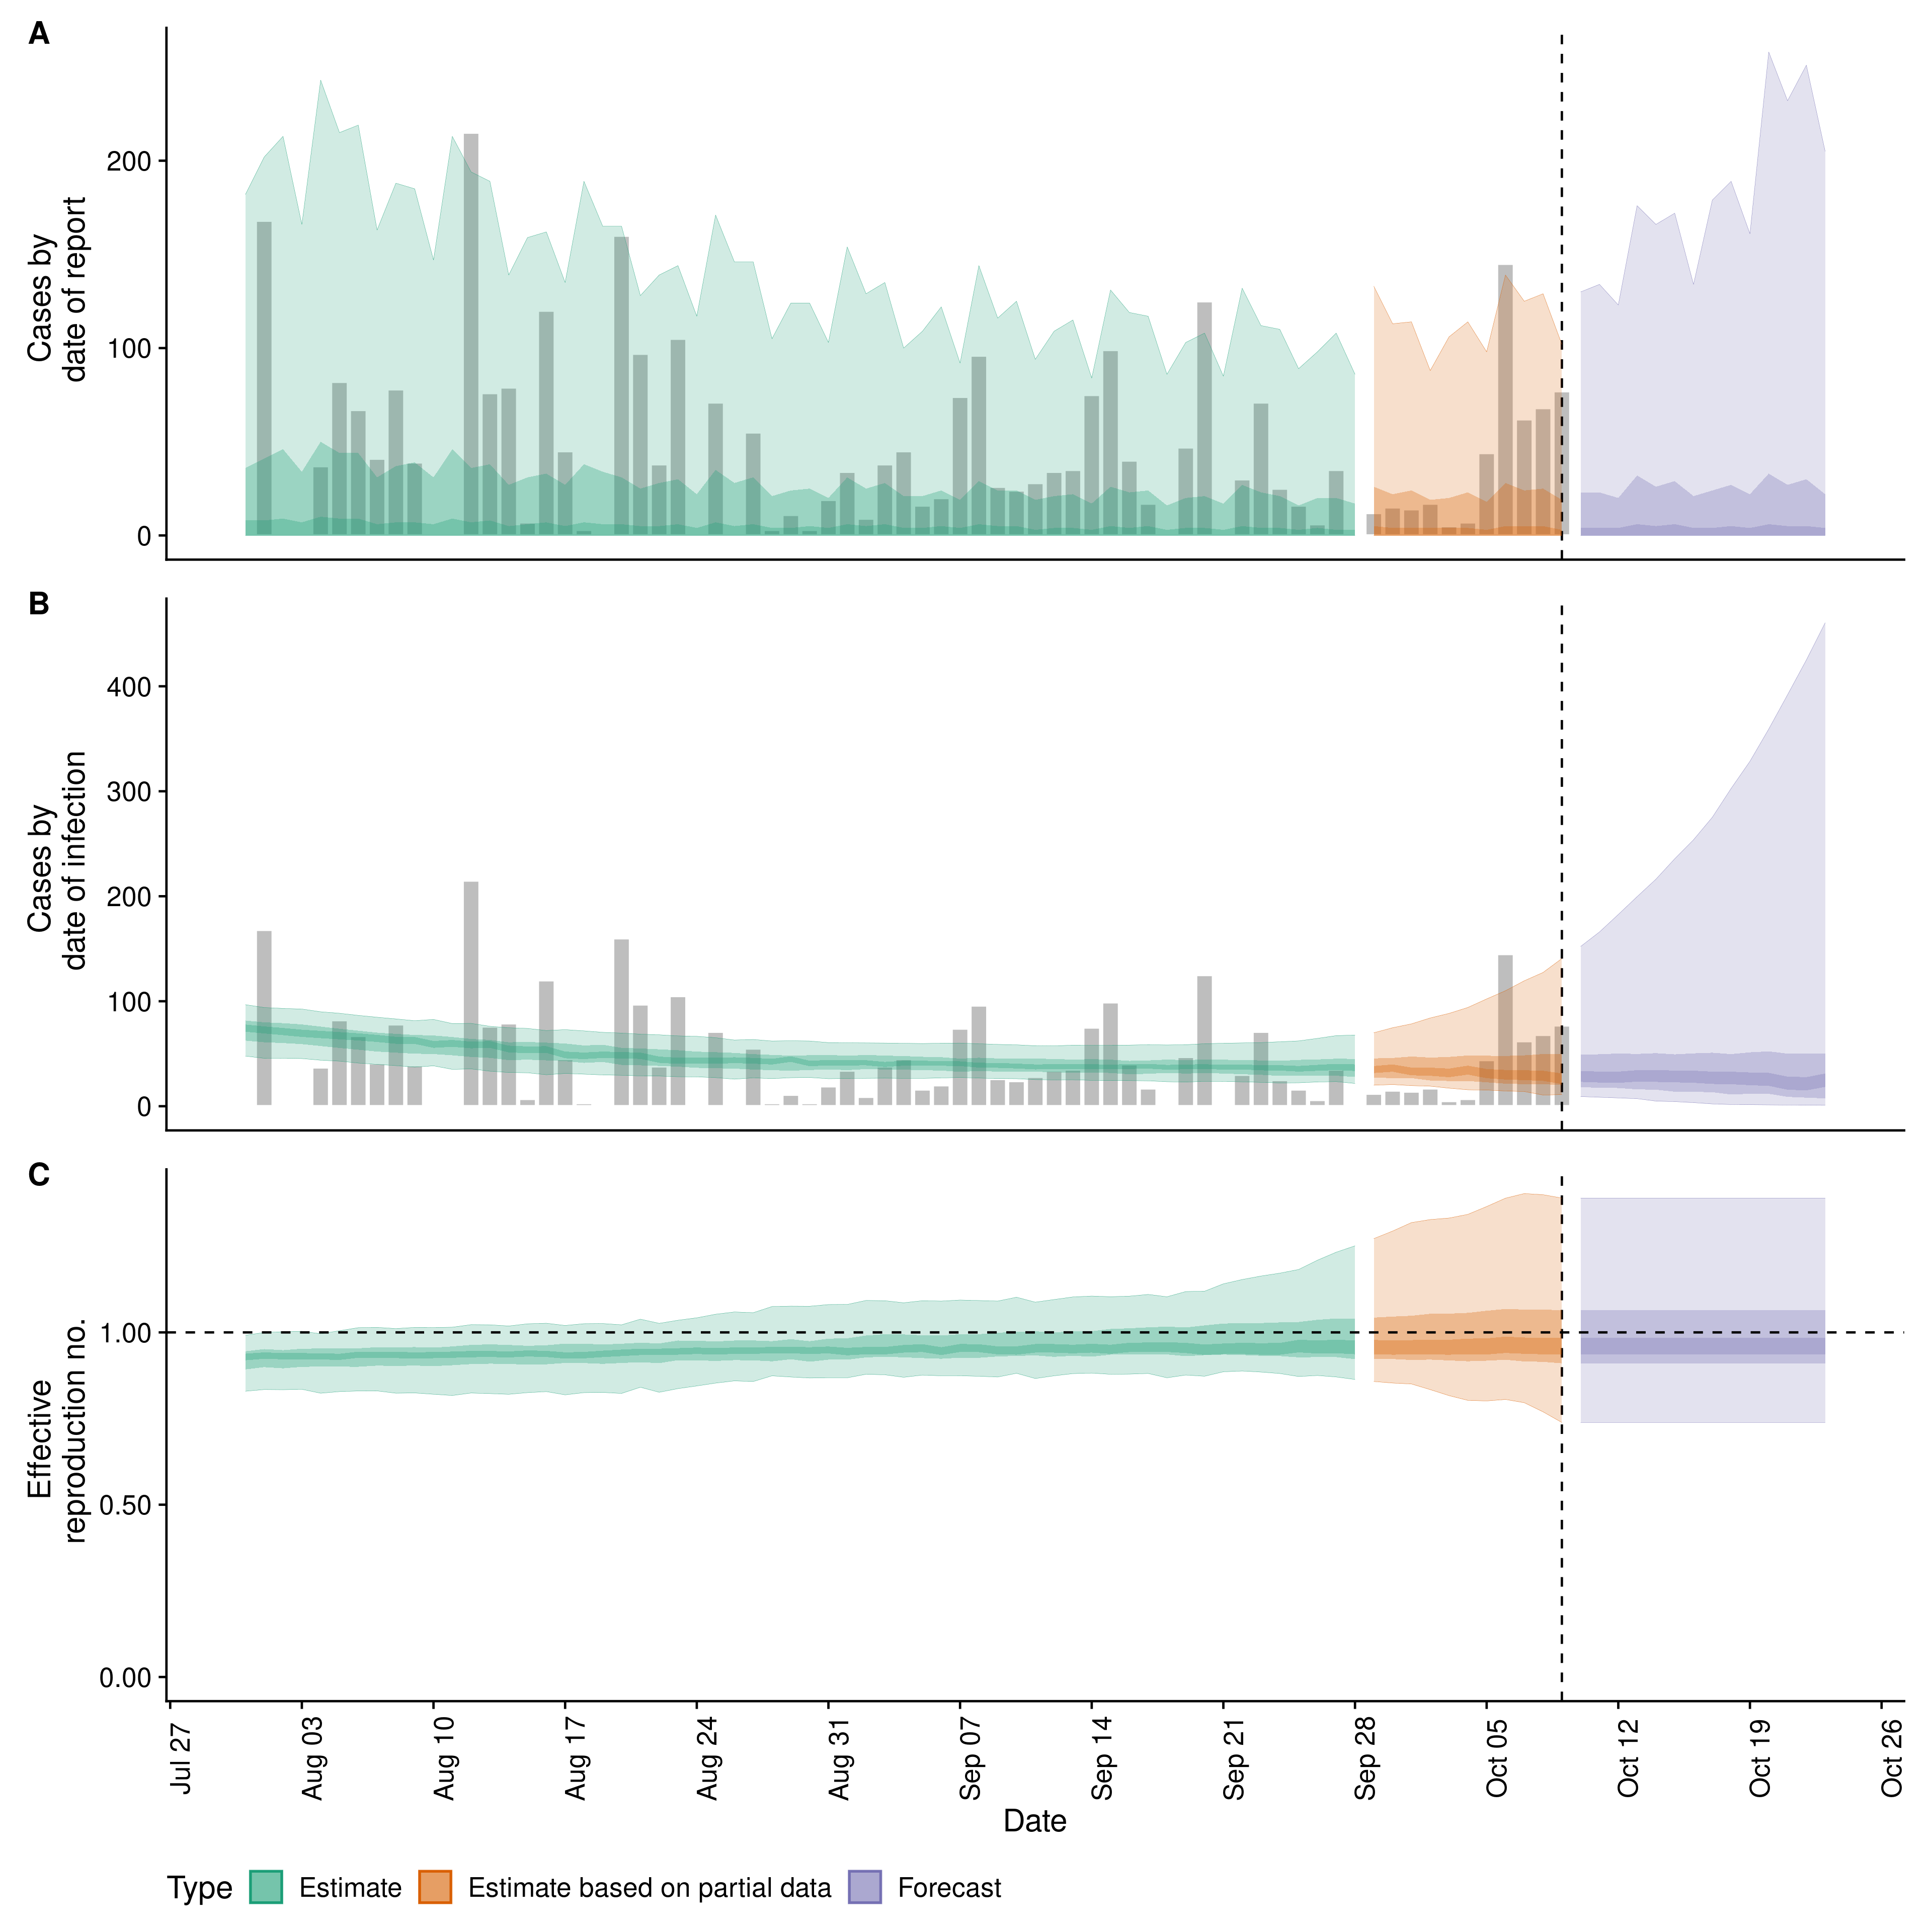 A
Cases by
date of report
200
100
0
B
Cases by
date of infection
400
300
200
100
0
C
Effective
reproduction no.
1.00
0.50
0.00
Jul 27
Aug 03
Aug 10
Aug 17
Aug 24
Aug 31
Sep 07
Sep 14
Sep 21
Sep 28
Oct 05
Oct 12
Oct 19
Oct 26
Date
Type Estimate Estimate based on partial data Forecast